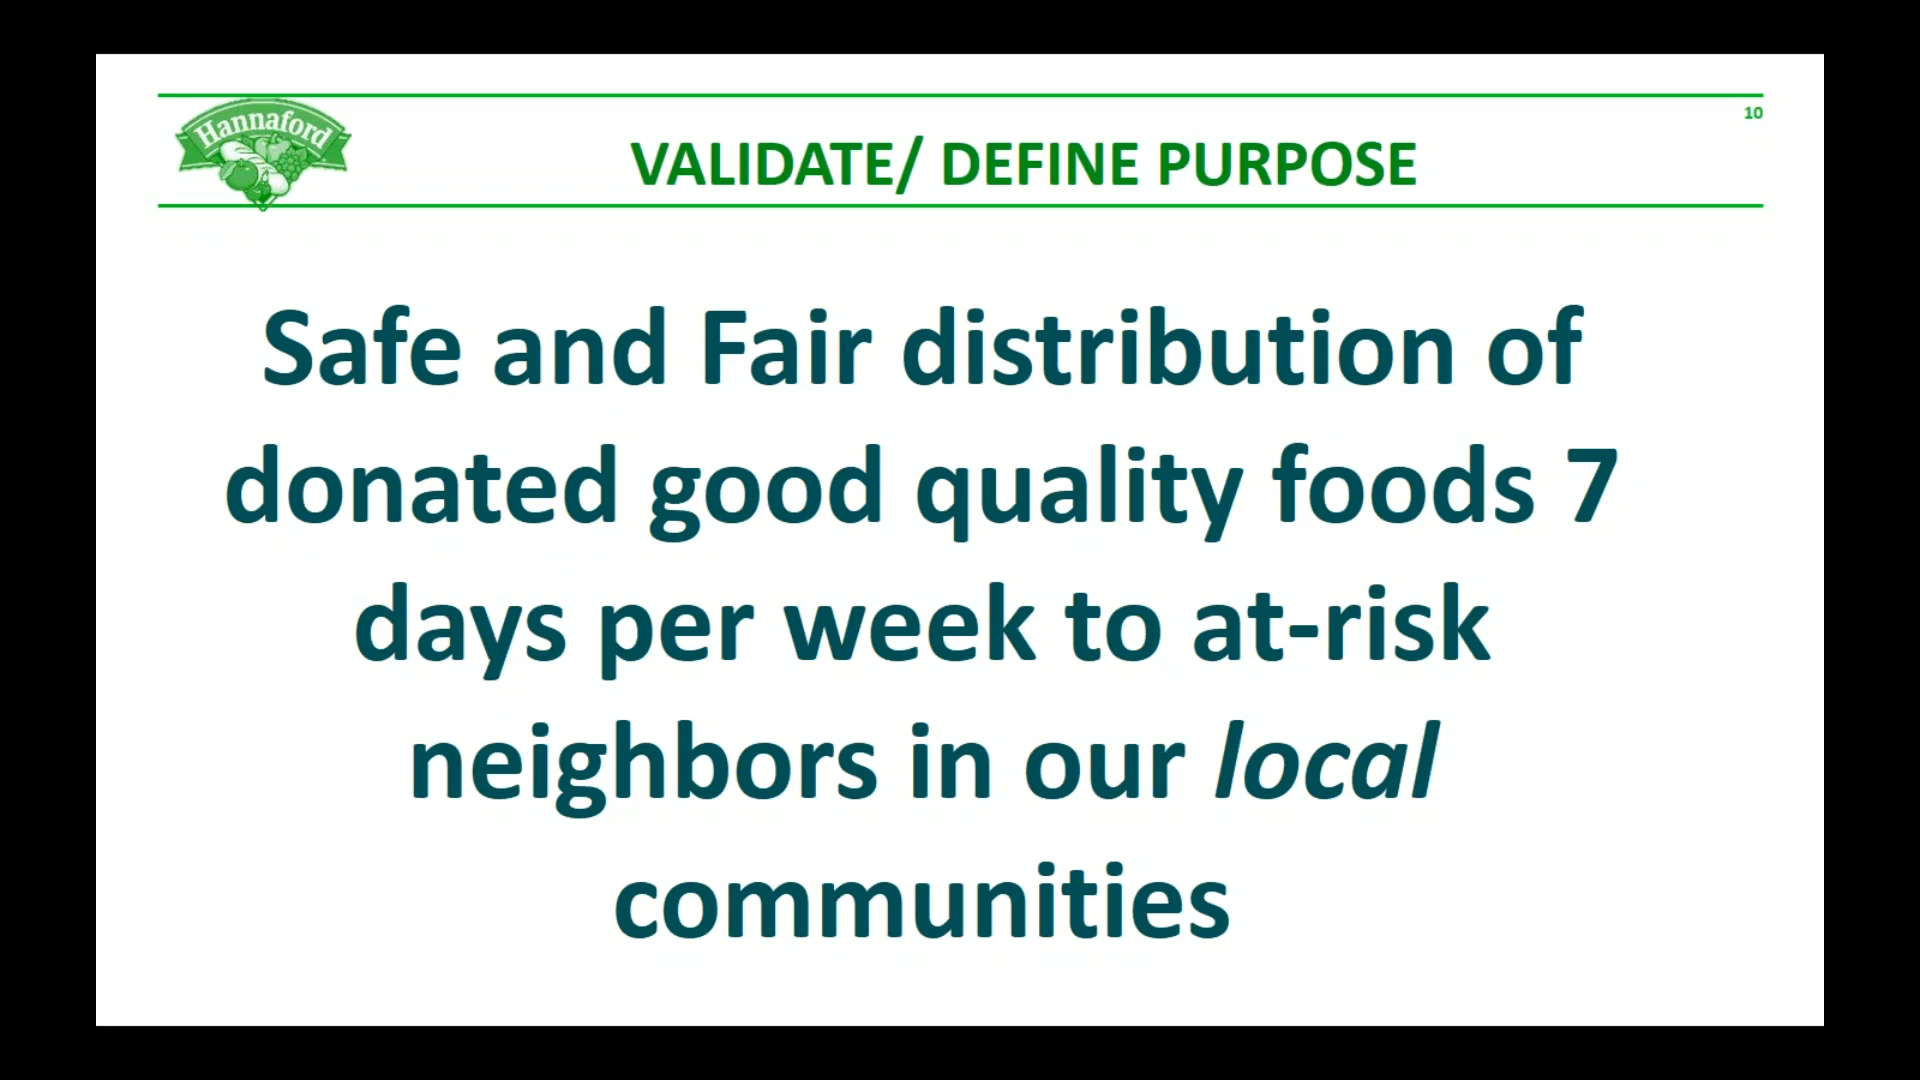 Hannaford
10
VALIDATE/ DEFINE PURPOSE
Safe and Fair distribution of
donated good quality foods 7
days per week to at-risk
neighbors in our local
communities